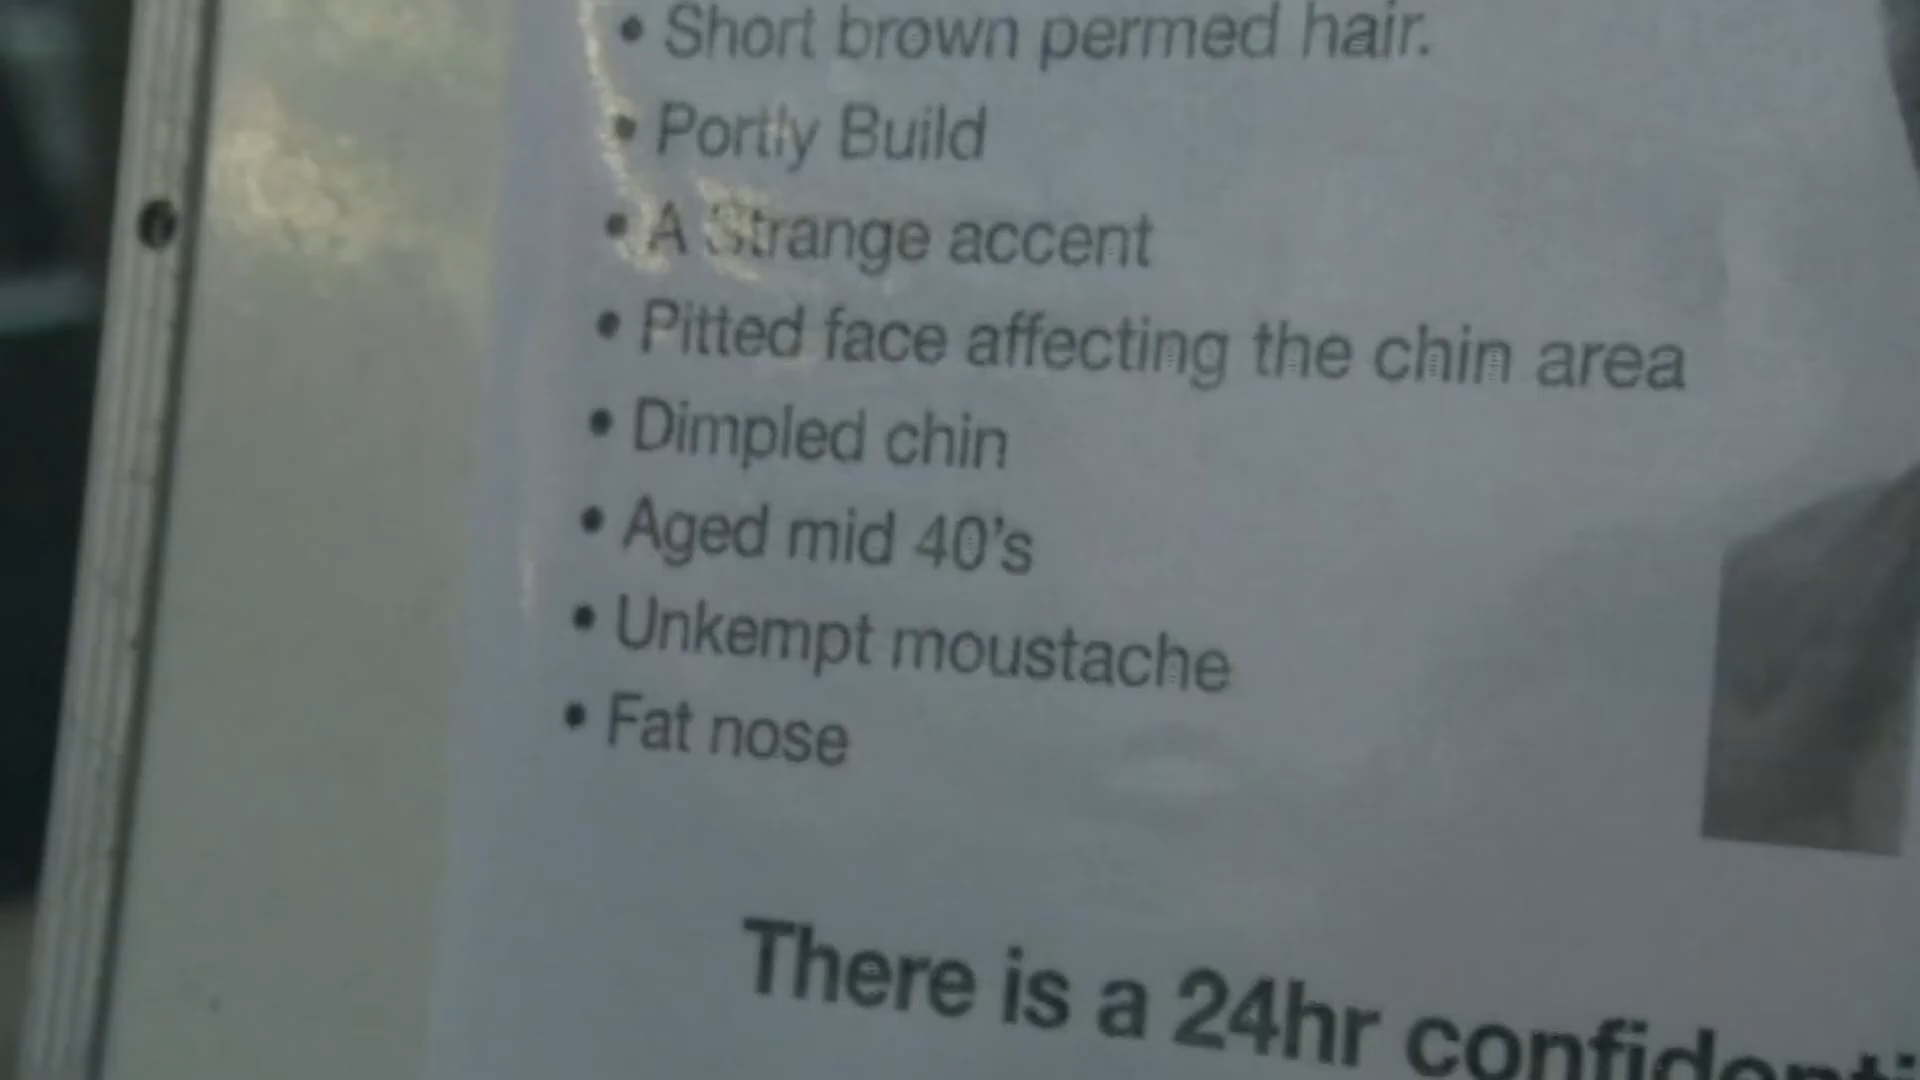 • Short brown permed hair.
• Portly Build
• A Strange accent
• Pitted face affecting the chin area
• Dimpled chin
• Aged mid 40's
• Unkempt moustache
• Fat nose
There is a 24hr confidenti